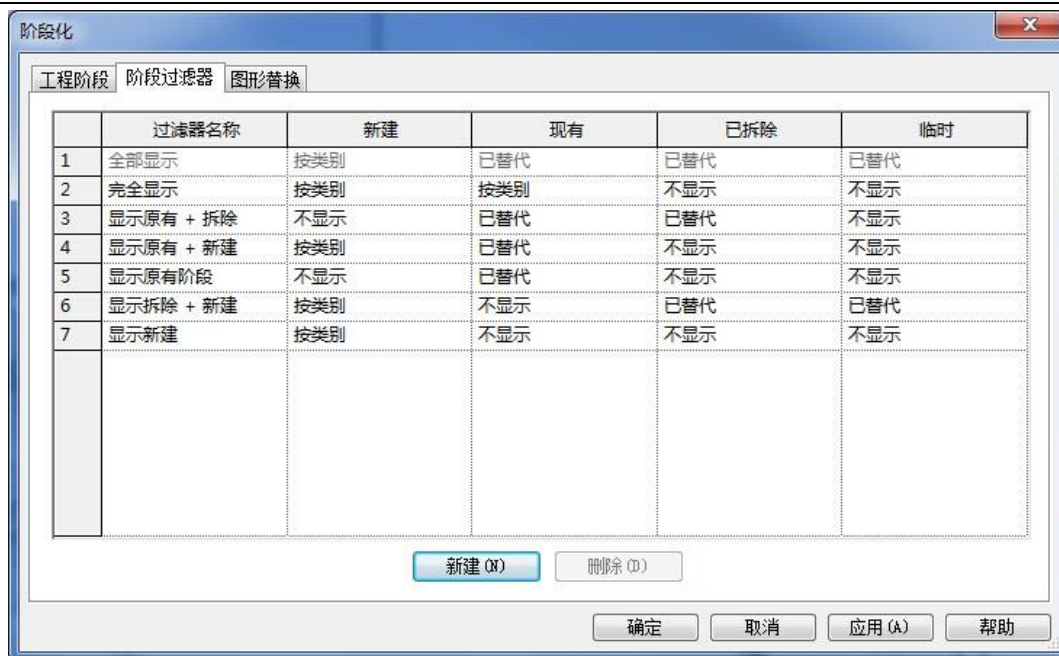 阶段化
工程阶段 阶段过滤器 图形替换
过滤器名称 新建 现有 已拆除 临时
1 全部显示 按类别 已替代 已替代 已替代
2 完全显示 按类别 按类别 不显示 不显示
3 显示原有 + 拆除 不显示 已替代 已替代 不显示
4 显示原有 + 新建 按类别 已替代 不显示 不显示
5 显示原有阶段 不显示 已替代 不显示 不显示
6 显示拆除 + 新建 按类别 不显示 已替代 已替代
7 显示新建 按类别 不显示 不显示 不显示
新建(N) 删除(D)
确定 取消 应用(A) 帮助